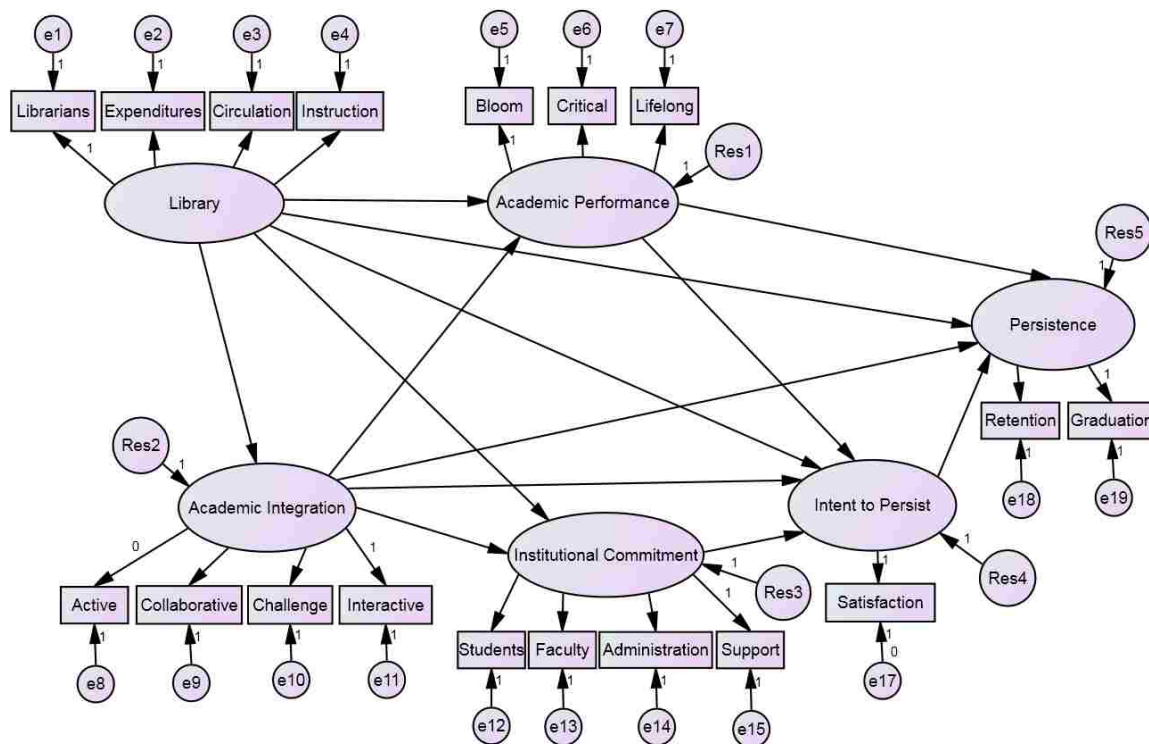 e1 e2 e3 e4 e5 e6 e7
1 1 1 1 1 1 1
Librarians Expenditures Circulation Instruction Bloom Critical Lifelong
1 1 1
Res1
1
Library Academic Performance
Res5
1
Persistence
1
Retention Graduation
1 1
e18 e19
Res2
1
Academic Integration Intent to Persist
0 1
1
Institutional Commitment
1
Res3
1
Res4
1
Active Collaborative Challenge Interactive Satisfaction
1 1 1 1
1
0
Students Faculty Administration Support
1 1 1 1
e8 e9 e10 e11 e17
e12 e13 e14 e15